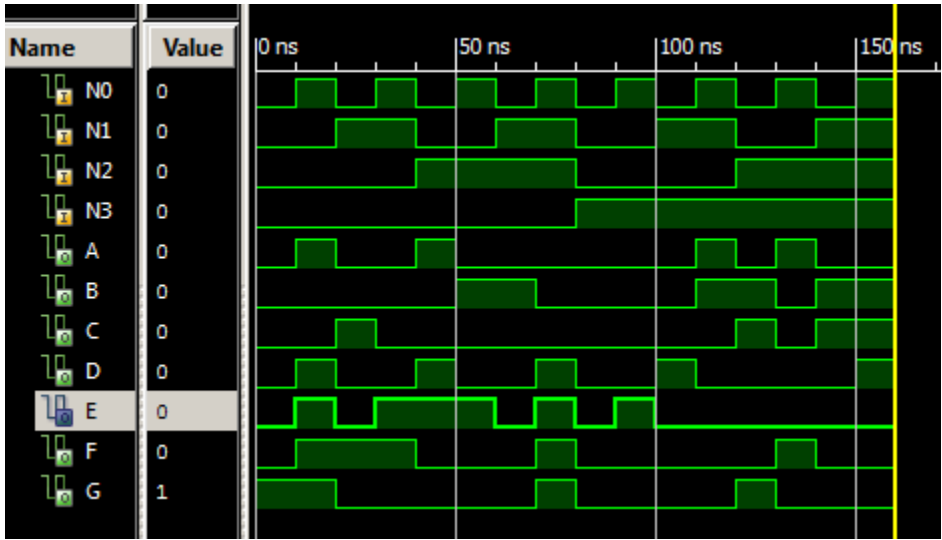 Name Value 0 ns 50 ns 100 ns 150 ns
I N0 0
I N1 0
I N2 0
I N3 0
O A 0
O B 0
O C 0
O D 0
O E 0
O F 0
O G 1